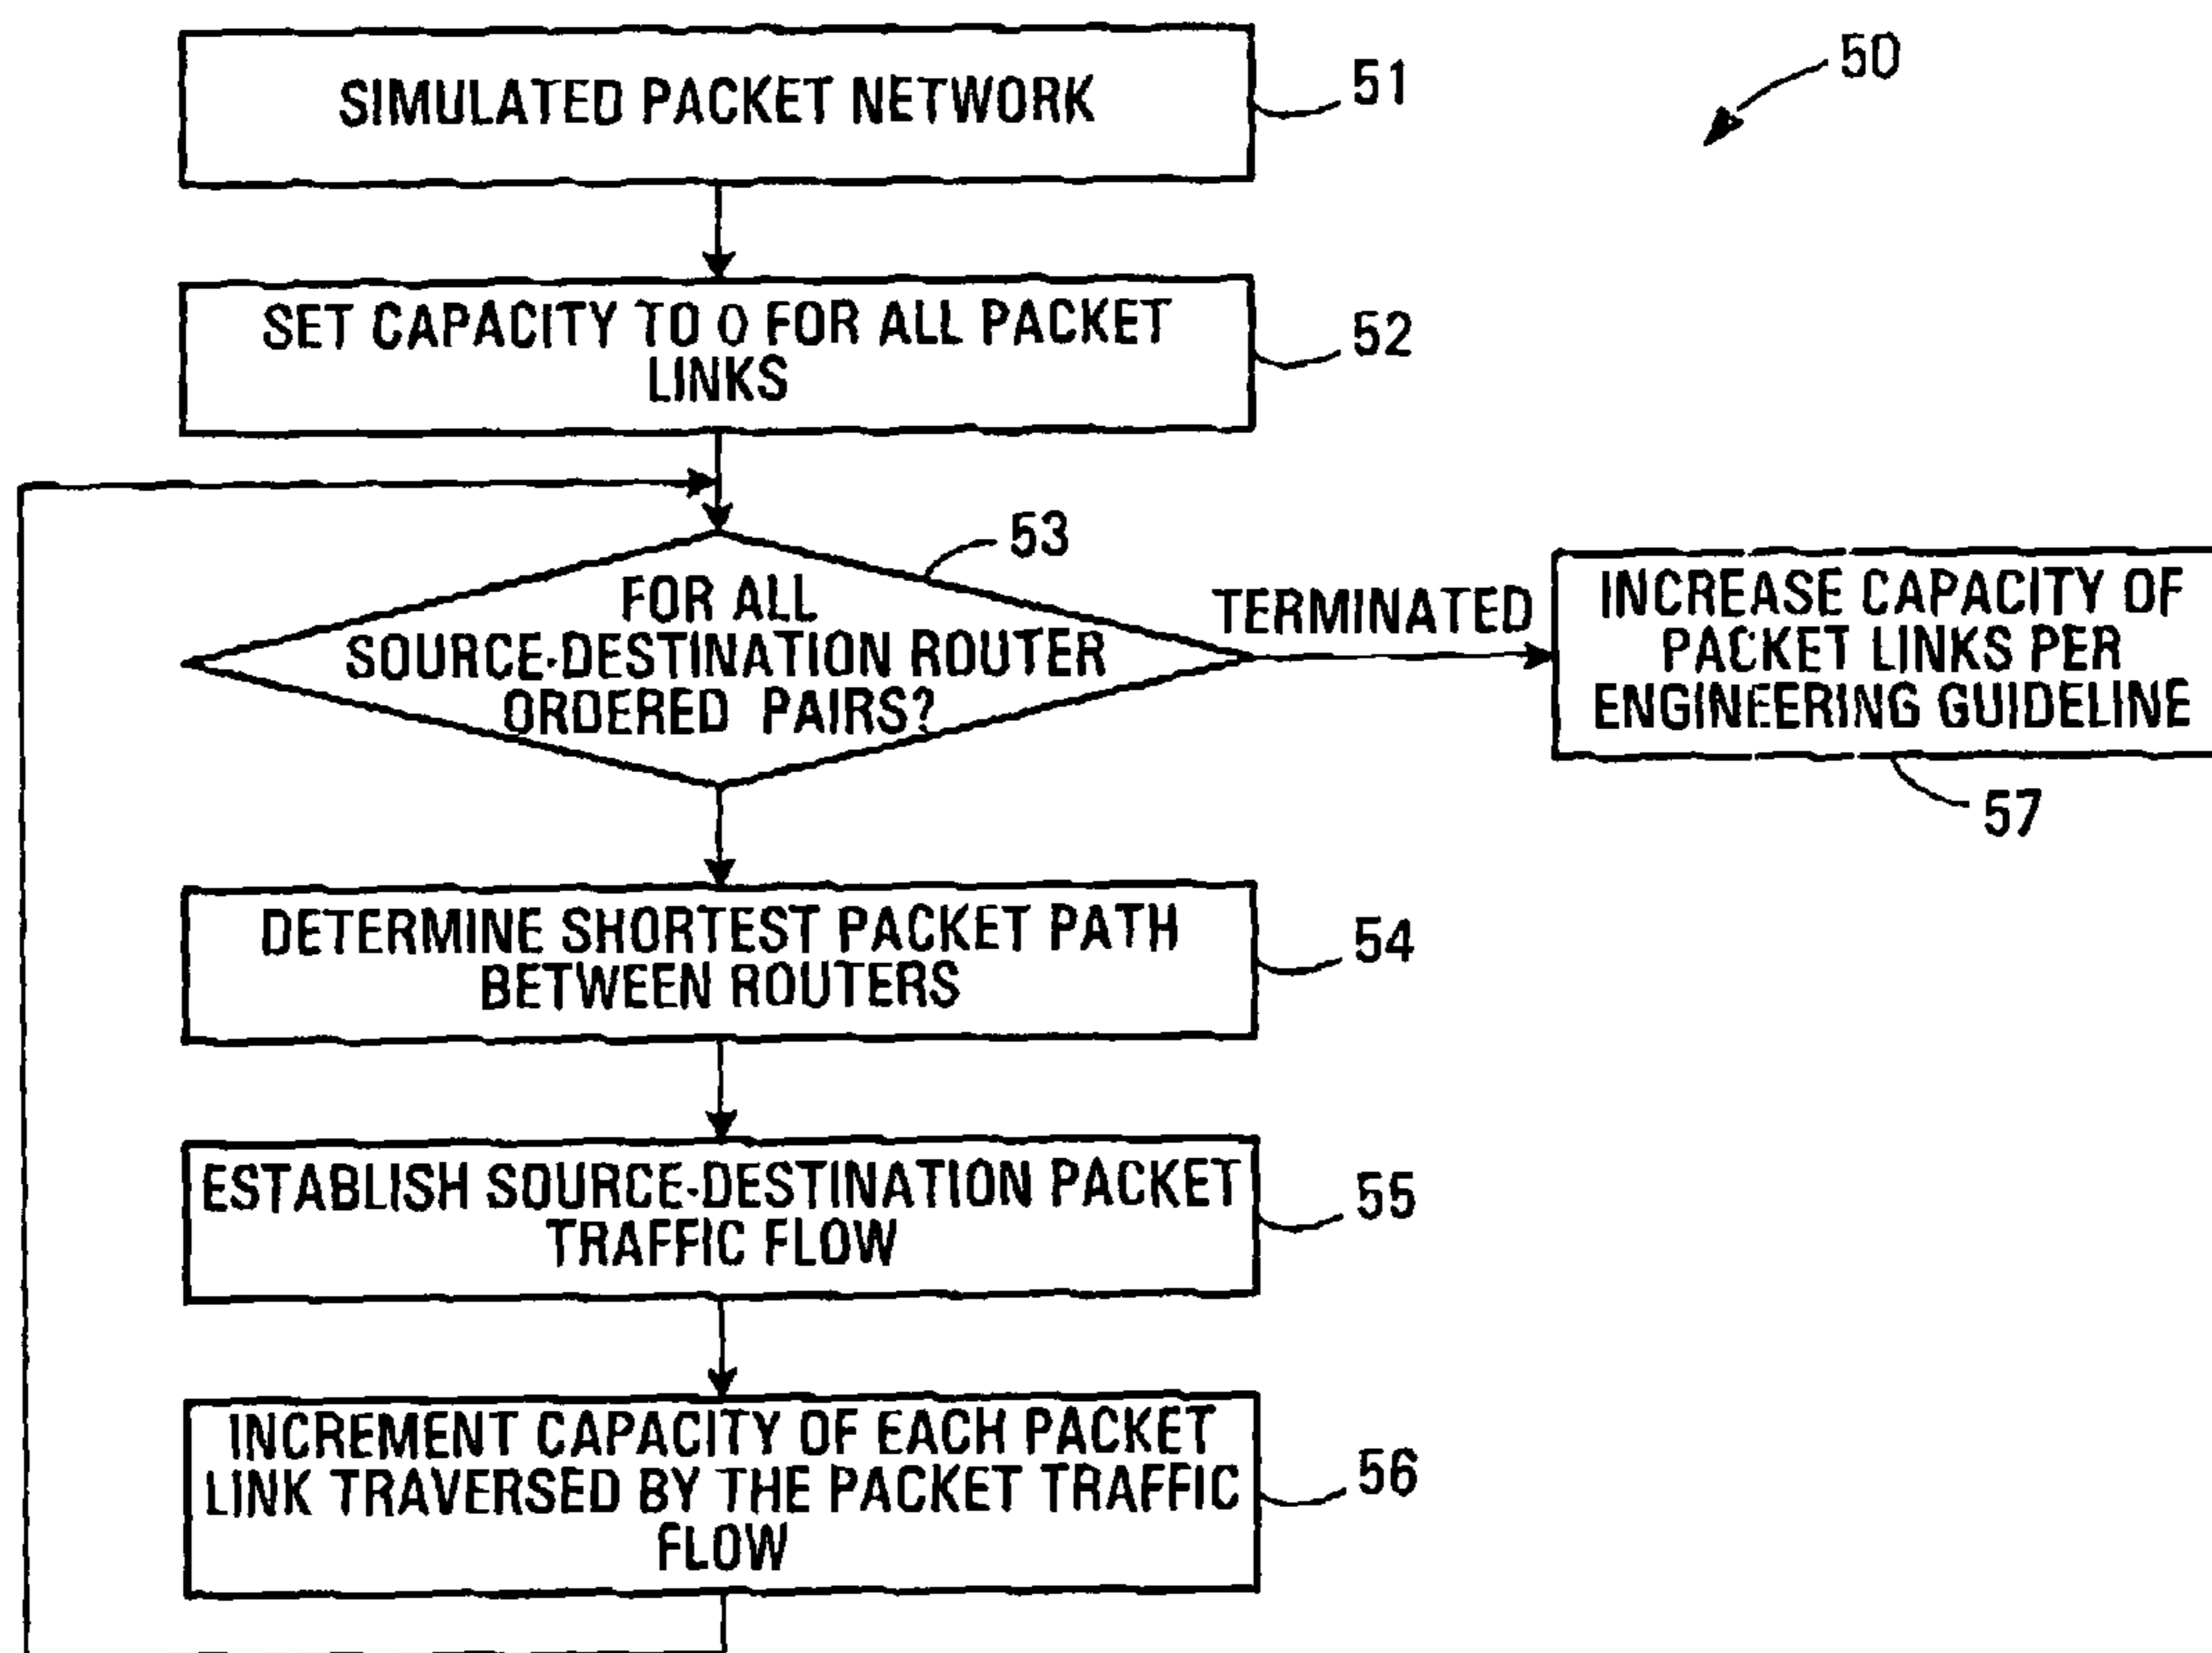 SIMULATED PACKET NETWORK
51
50
SET CAPACITY TO 0 FOR ALL PACKET
LINKS
52
53
FOR ALL
SOURCE-DESTINATION ROUTER
ORDERED PAIRS?
TERMINATED
INCREASE CAPACITY OF
PACKET LINKS PER
ENGINEERING GUIDELINE
57
DETERMINE SHORTEST PACKET PATH
BETWEEN ROUTERS
54
ESTABLISH SOURCE-DESTINATION PACKET
TRAFFIC FLOW
55
INCREMENT CAPACITY OF EACH PACKET
LINK TRAVERSED BY THE PACKET TRAFFIC
FLOW
56